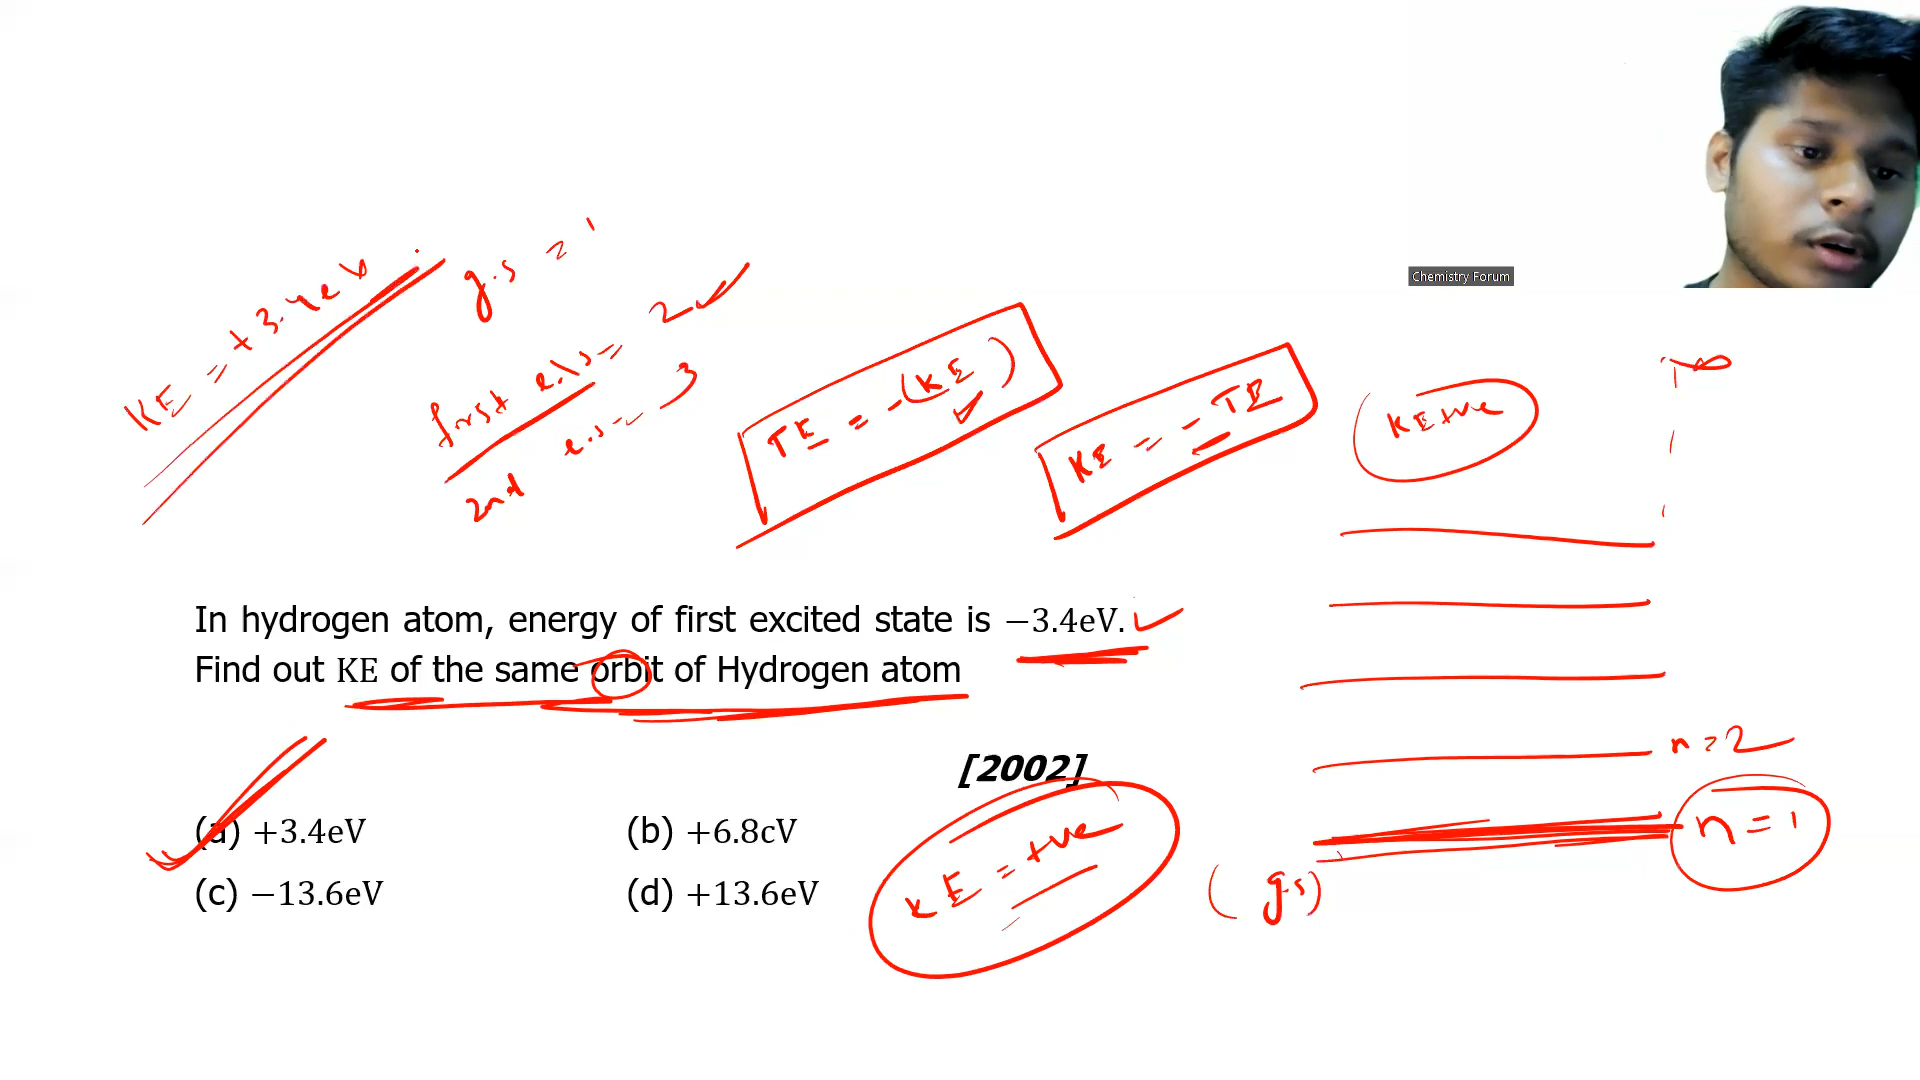 Chemistry Forum
KE = +3.4ev
g.s = 1
first e.s = 2
2nd e.s = 3
TE = -(KE)
KE = -TE
KE +ve
∞
In hydrogen atom, energy of first excited state is −3.4eV.
Find out KE of the same orbit of Hydrogen atom
[2002]
(a) +3.4eV (b) +6.8cV
(c) −13.6eV (d) +13.6eV
KE = +ve
n = 2
n = 1
(g.s)